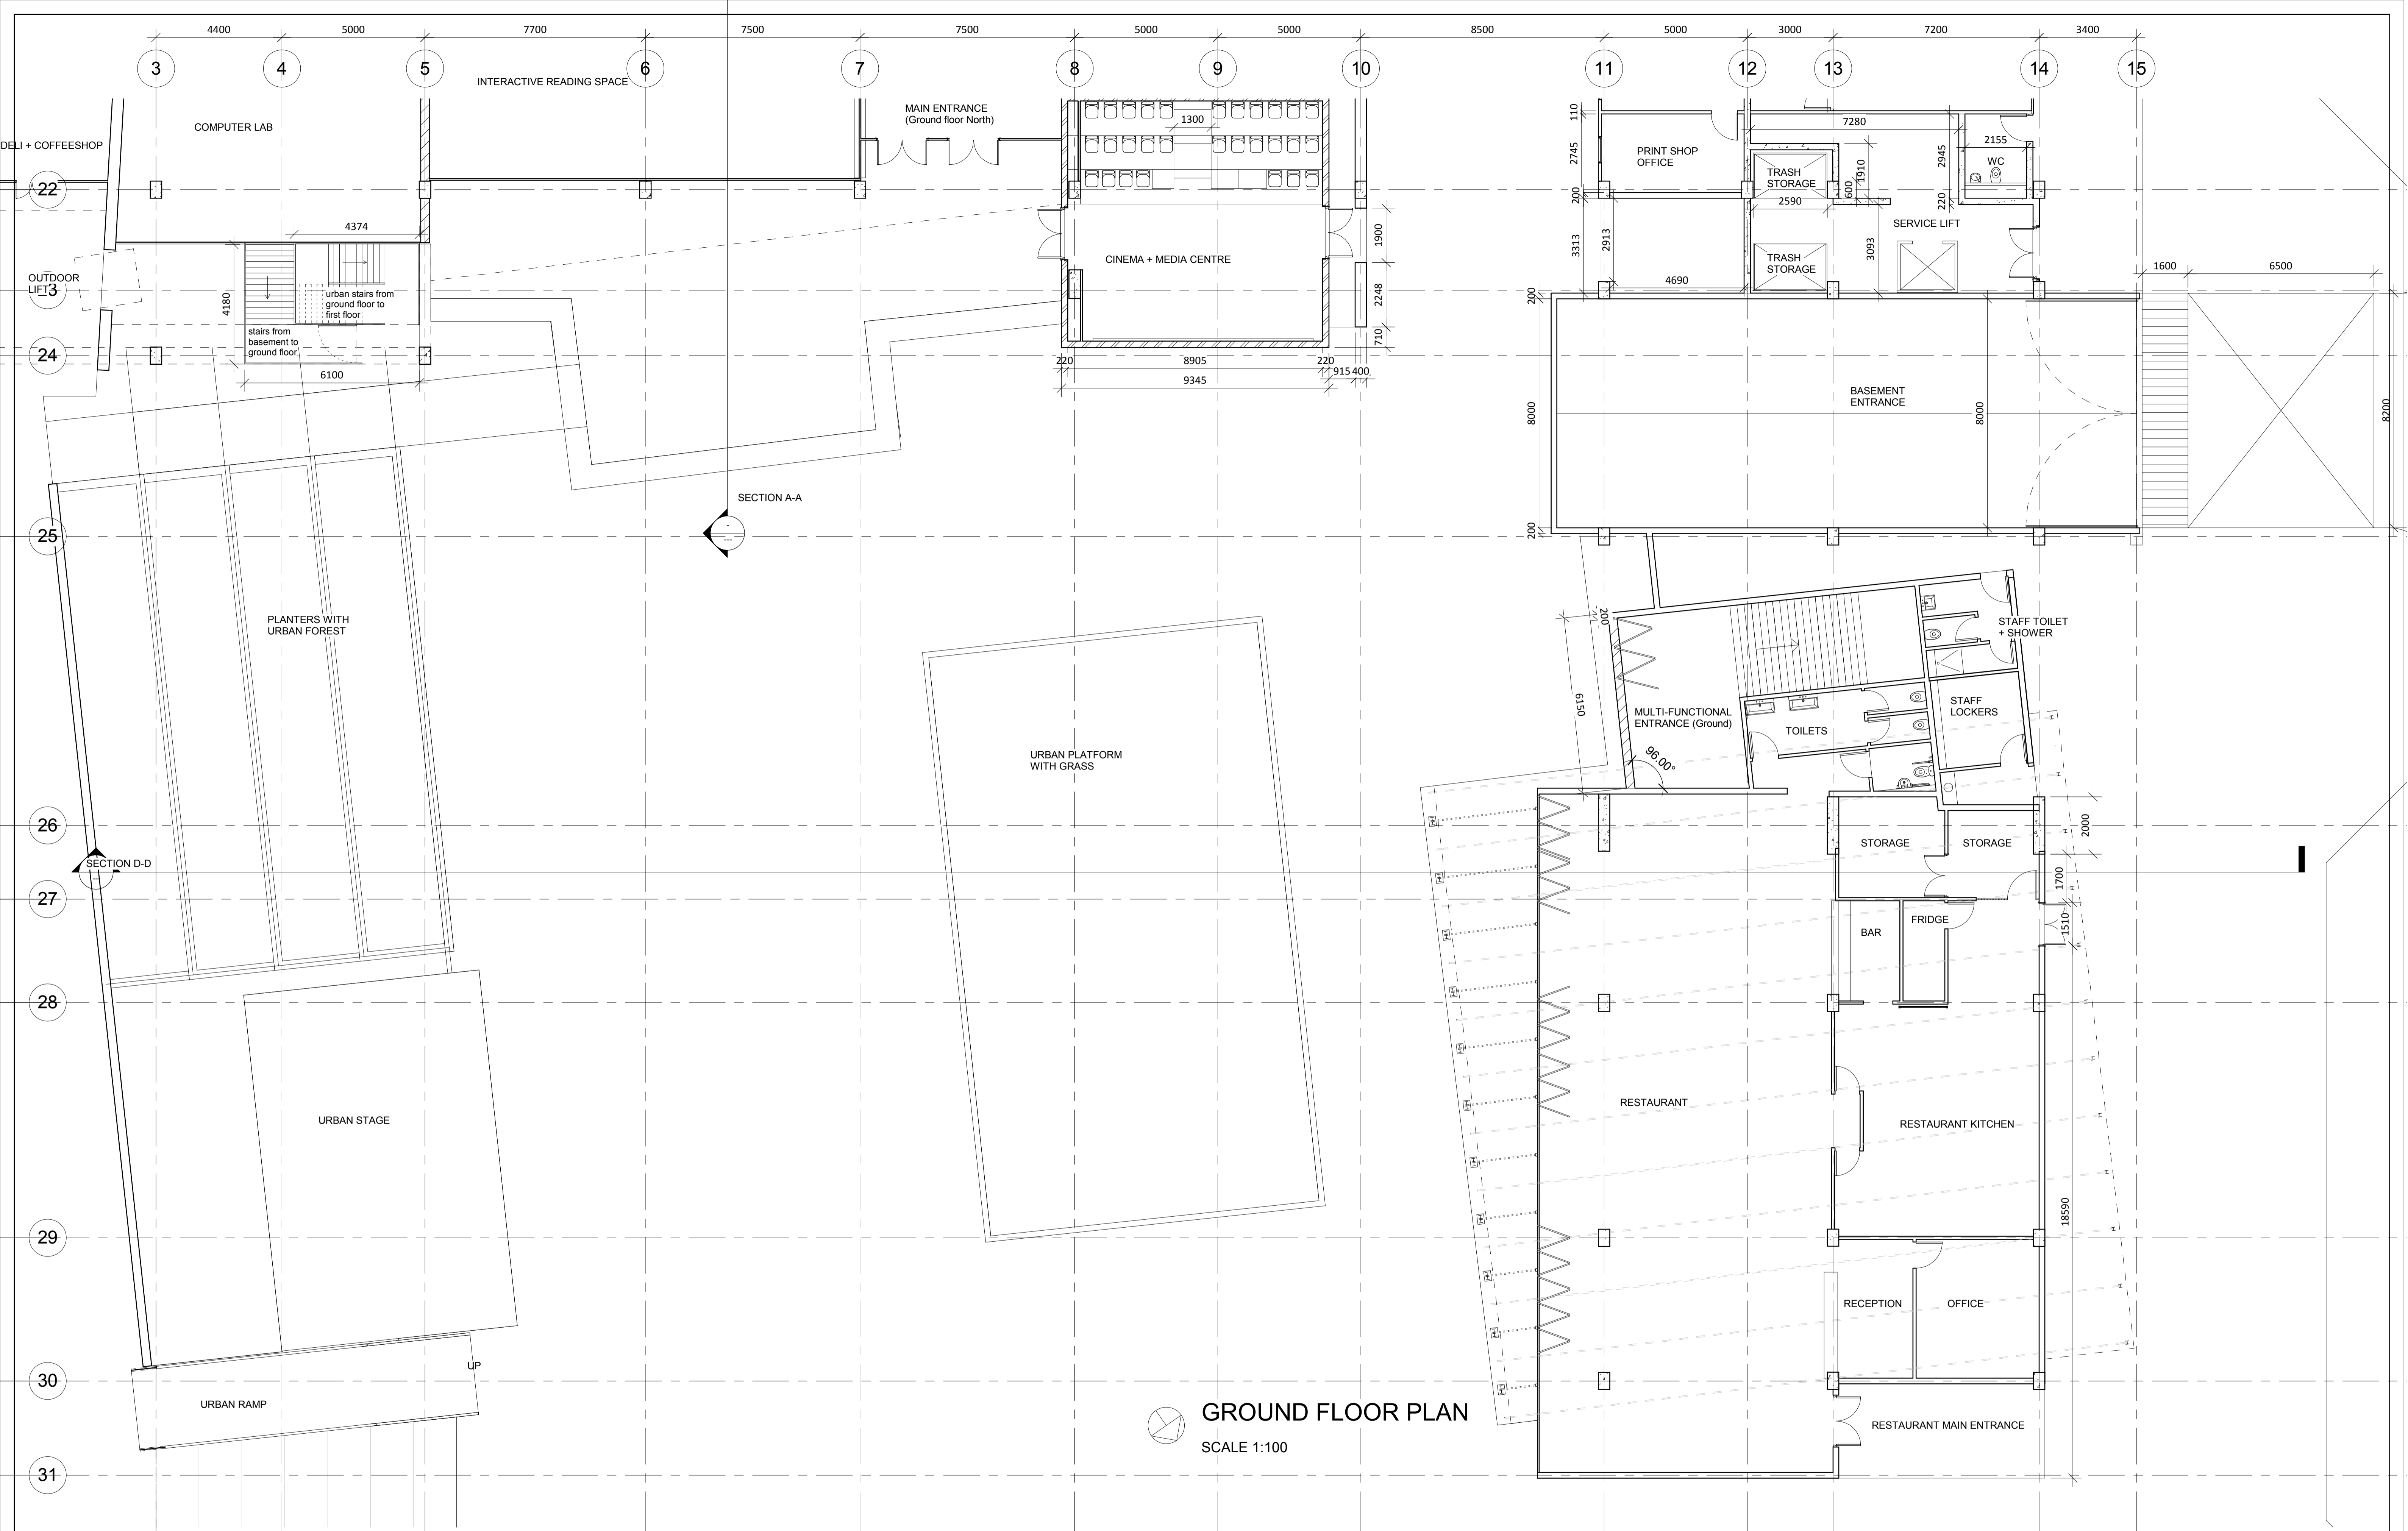 4400 5000 7700 7500 7500 5000 5000 8500 5000 3000 7200 3400
3 4 5 6 7 8 9 10 11 12 13 14 15
INTERACTIVE READING SPACE
MAIN ENTRANCE
(Ground floor North)
COMPUTER LAB
DELI + COFFEESHOP
1300
110
2745
200
3313
2913
PRINT SHOP
OFFICE
7280
2155
WC
2945
220
1910
600
TRASH
STORAGE
2590
SERVICE LIFT
3093
TRASH
STORAGE
4690
22
4374
4180
OUTDOOR
LIFT
23
urban stairs from
ground floor to
first floor
stairs from
basement to
ground floor
6100
24
CINEMA + MEDIA CENTRE
1900
2248
710
220 8905 220
9345
915 400
1600 6500
200
8000
200
BASEMENT
ENTRANCE
8000
8200
SECTION A-A
-
---
25
PLANTERS WITH
URBAN FOREST
URBAN PLATFORM
WITH GRASS
200
6150
MULTI-FUNCTIONAL
ENTRANCE (Ground)
96.00°
TOILETS
STAFF TOILET
+ SHOWER
STAFF
LOCKERS
26
SECTION D-D
27
STORAGE
STORAGE
2000
1700
1510
BAR
FRIDGE
28
URBAN STAGE
RESTAURANT
RESTAURANT KITCHEN
18590
29
RECEPTION
OFFICE
UP
30
URBAN RAMP
GROUND FLOOR PLAN
SCALE 1:100
RESTAURANT MAIN ENTRANCE
31